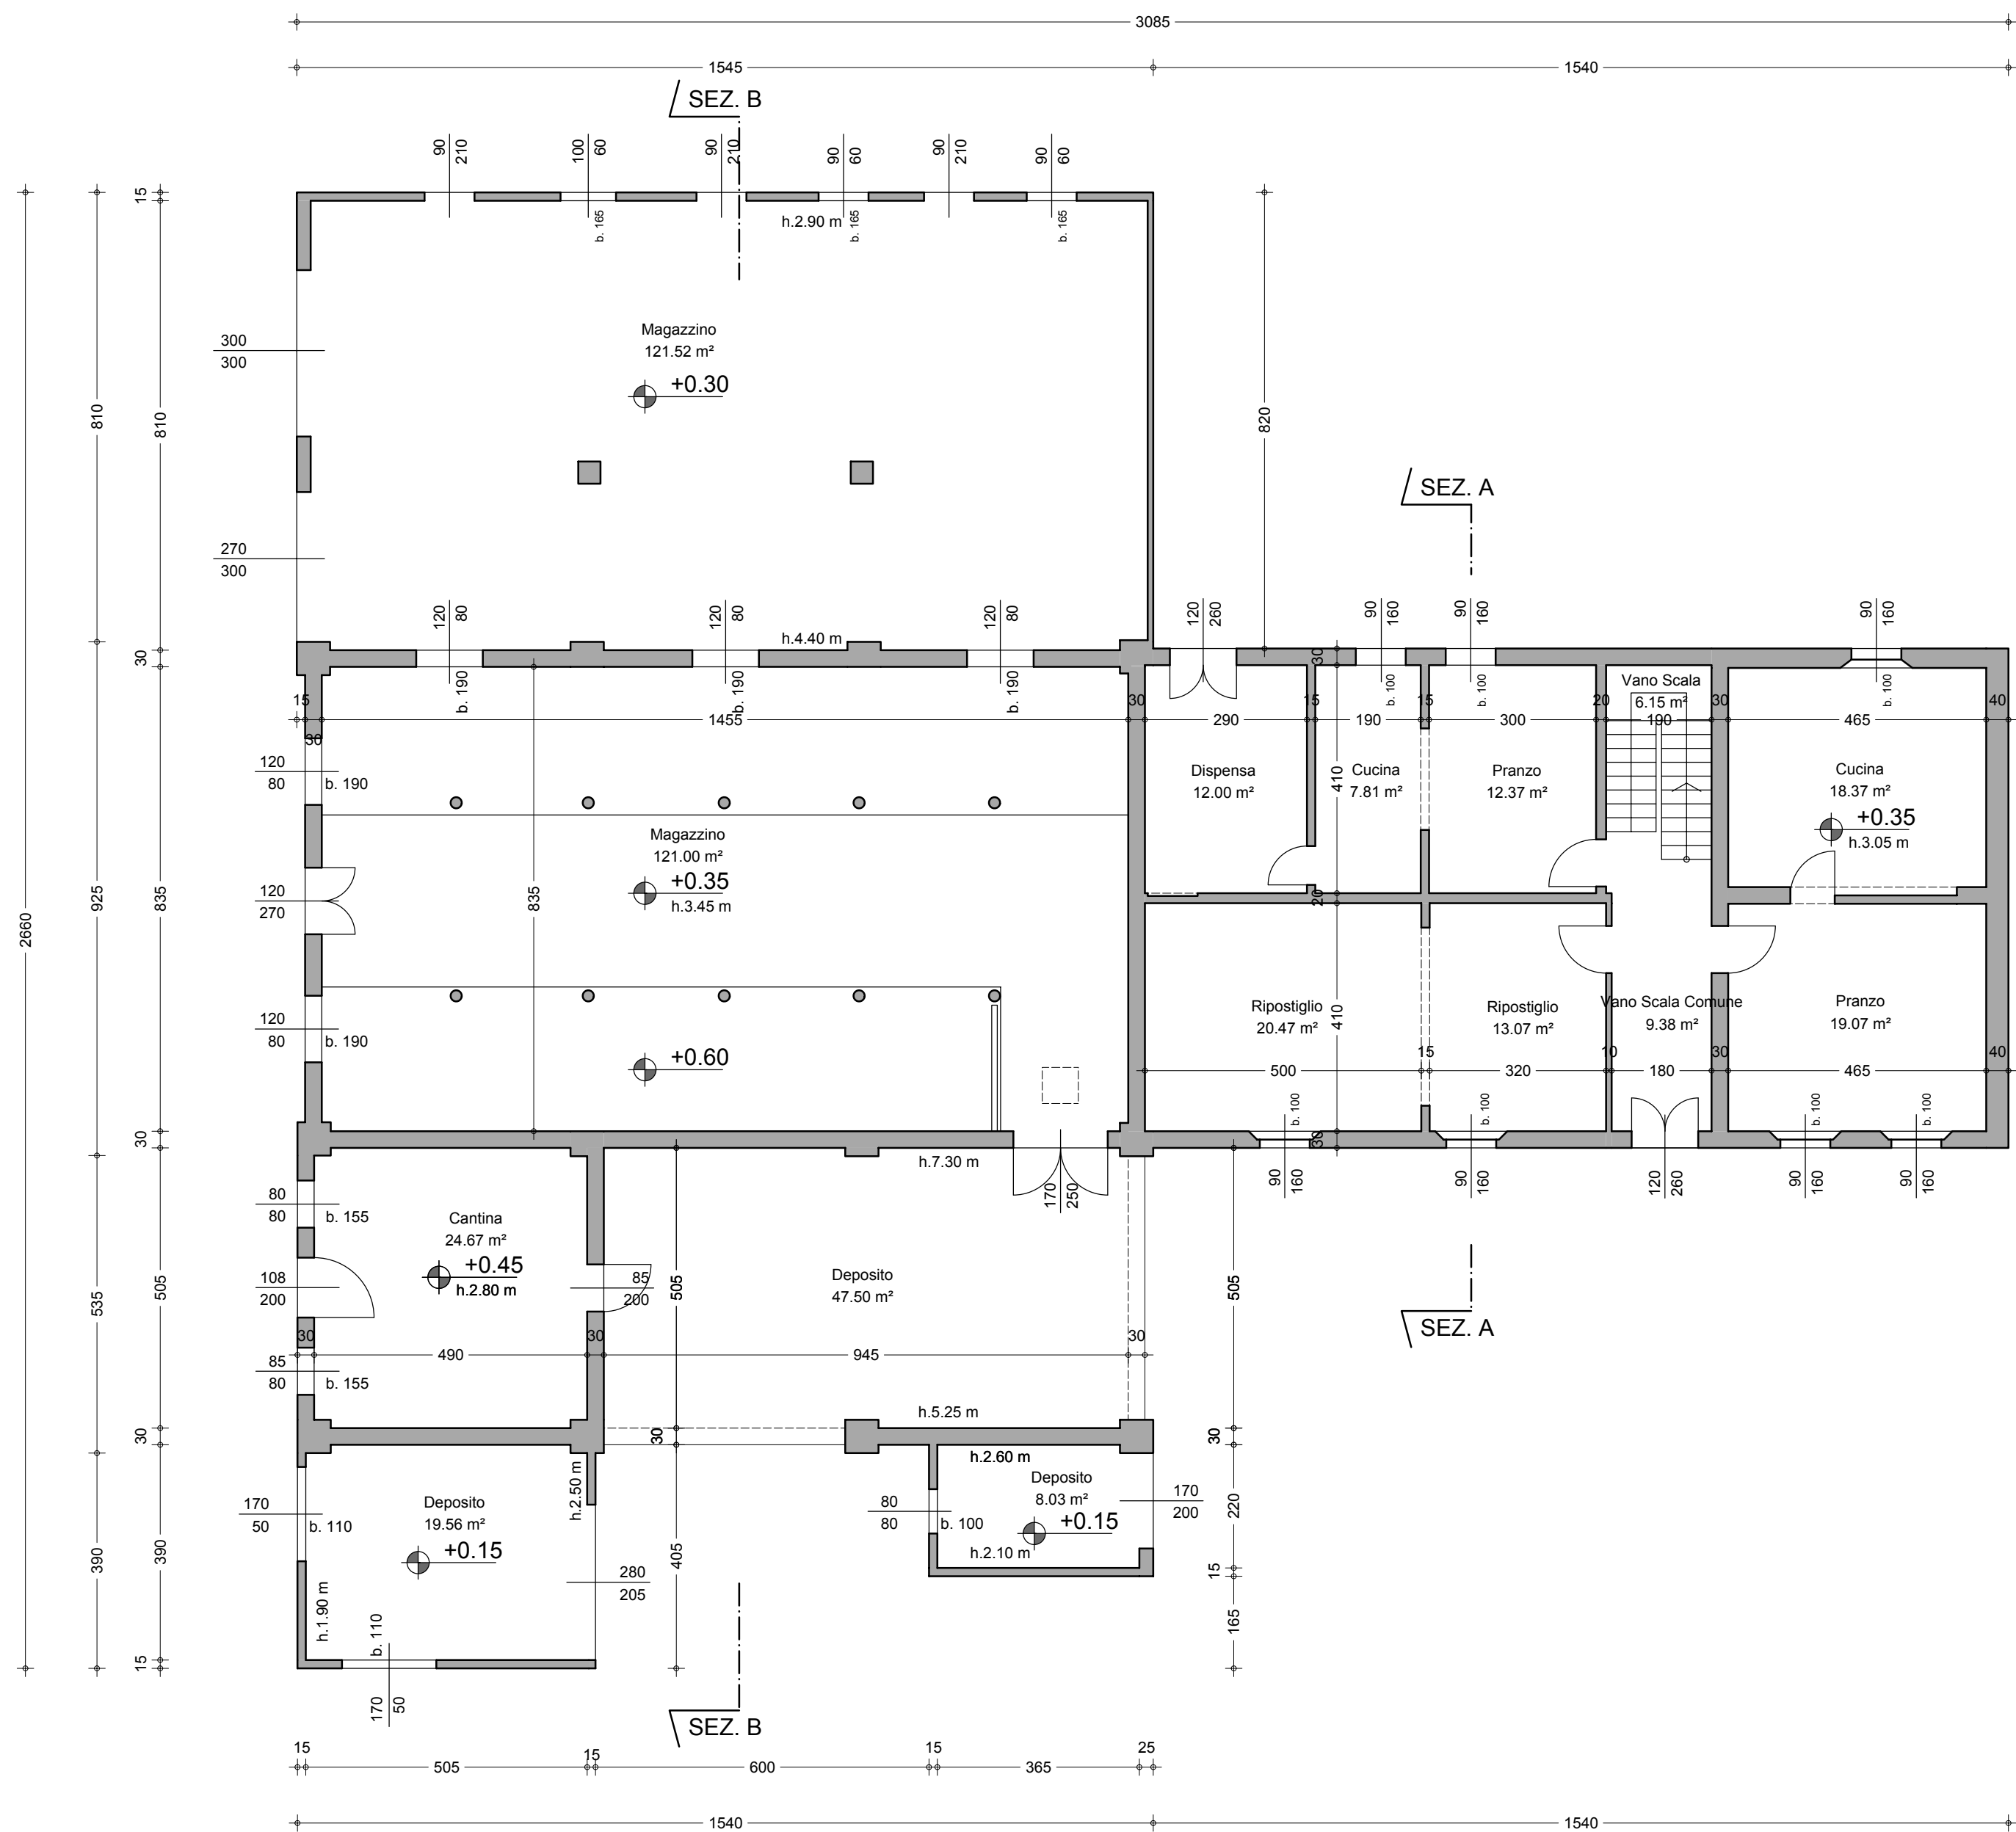 3085
1545
1540
SEZ. B
90
210
100
60
90
210
90
60
90
210
90
60
15
b. 165
h.2.90 m
b. 165
b. 165
Magazzino
121.52 m²
+0.30
300
300
810
810
820
SEZ. A
270
300
120
80
120
80
120
80
h.4.40 m
120
260
90
160
90
160
90
160
30
b. 190
b. 190
b. 190
30
b. 100
b. 100
b. 100
Vano Scala
6.15 m²
15
1455
30
290
15
190
15
300
20
190
30
465
40
30
120
80
b. 190
Dispensa
12.00 m²
Cucina
7.81 m²
410
Pranzo
12.37 m²
Cucina
18.37 m²
+0.35
h.3.05 m
Magazzino
121.00 m²
+0.35
h.3.45 m
120
270
835
835
925
2660
20
120
80
b. 190
+0.60
Ripostiglio
20.47 m²
410
Ripostiglio
13.07 m²
Vano Scala Comune
9.38 m²
Pranzo
19.07 m²
500
15
320
10
180
30
465
40
b. 100
b. 100
b. 100
b. 100
30
30
h.7.30 m
170
250
90
160
90
160
120
260
90
160
90
160
80
80
b. 155
Cantina
24.67 m²
+0.45
h.2.80 m
108
200
85
200
505
Deposito
47.50 m²
505
505
535
SEZ. A
30
30
30
490
945
85
80
b. 155
h.5.25 m
30
30
30
h.2.60 m
h.2.50 m
Deposito
8.03 m²
+0.15
170
200
80
80
b. 100
h.2.10 m
220
Deposito
19.56 m²
+0.15
170
50
b. 110
390
390
405
280
205
15
165
h.1.90 m
b. 110
15
170
50
SEZ. B
15
505
15
600
15
365
25
1540
1540